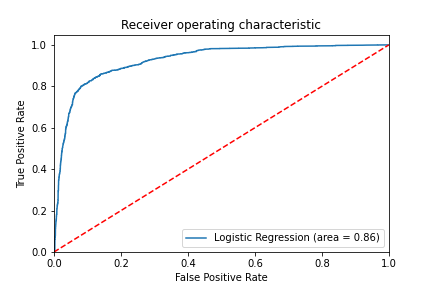 Receiver operating characteristic
True Positive Rate
1.0
0.8
0.6
0.4
0.2
0.0
Logistic Regression (area = 0.86)
0.0 0.2 0.4 0.6 0.8 1.0
False Positive Rate